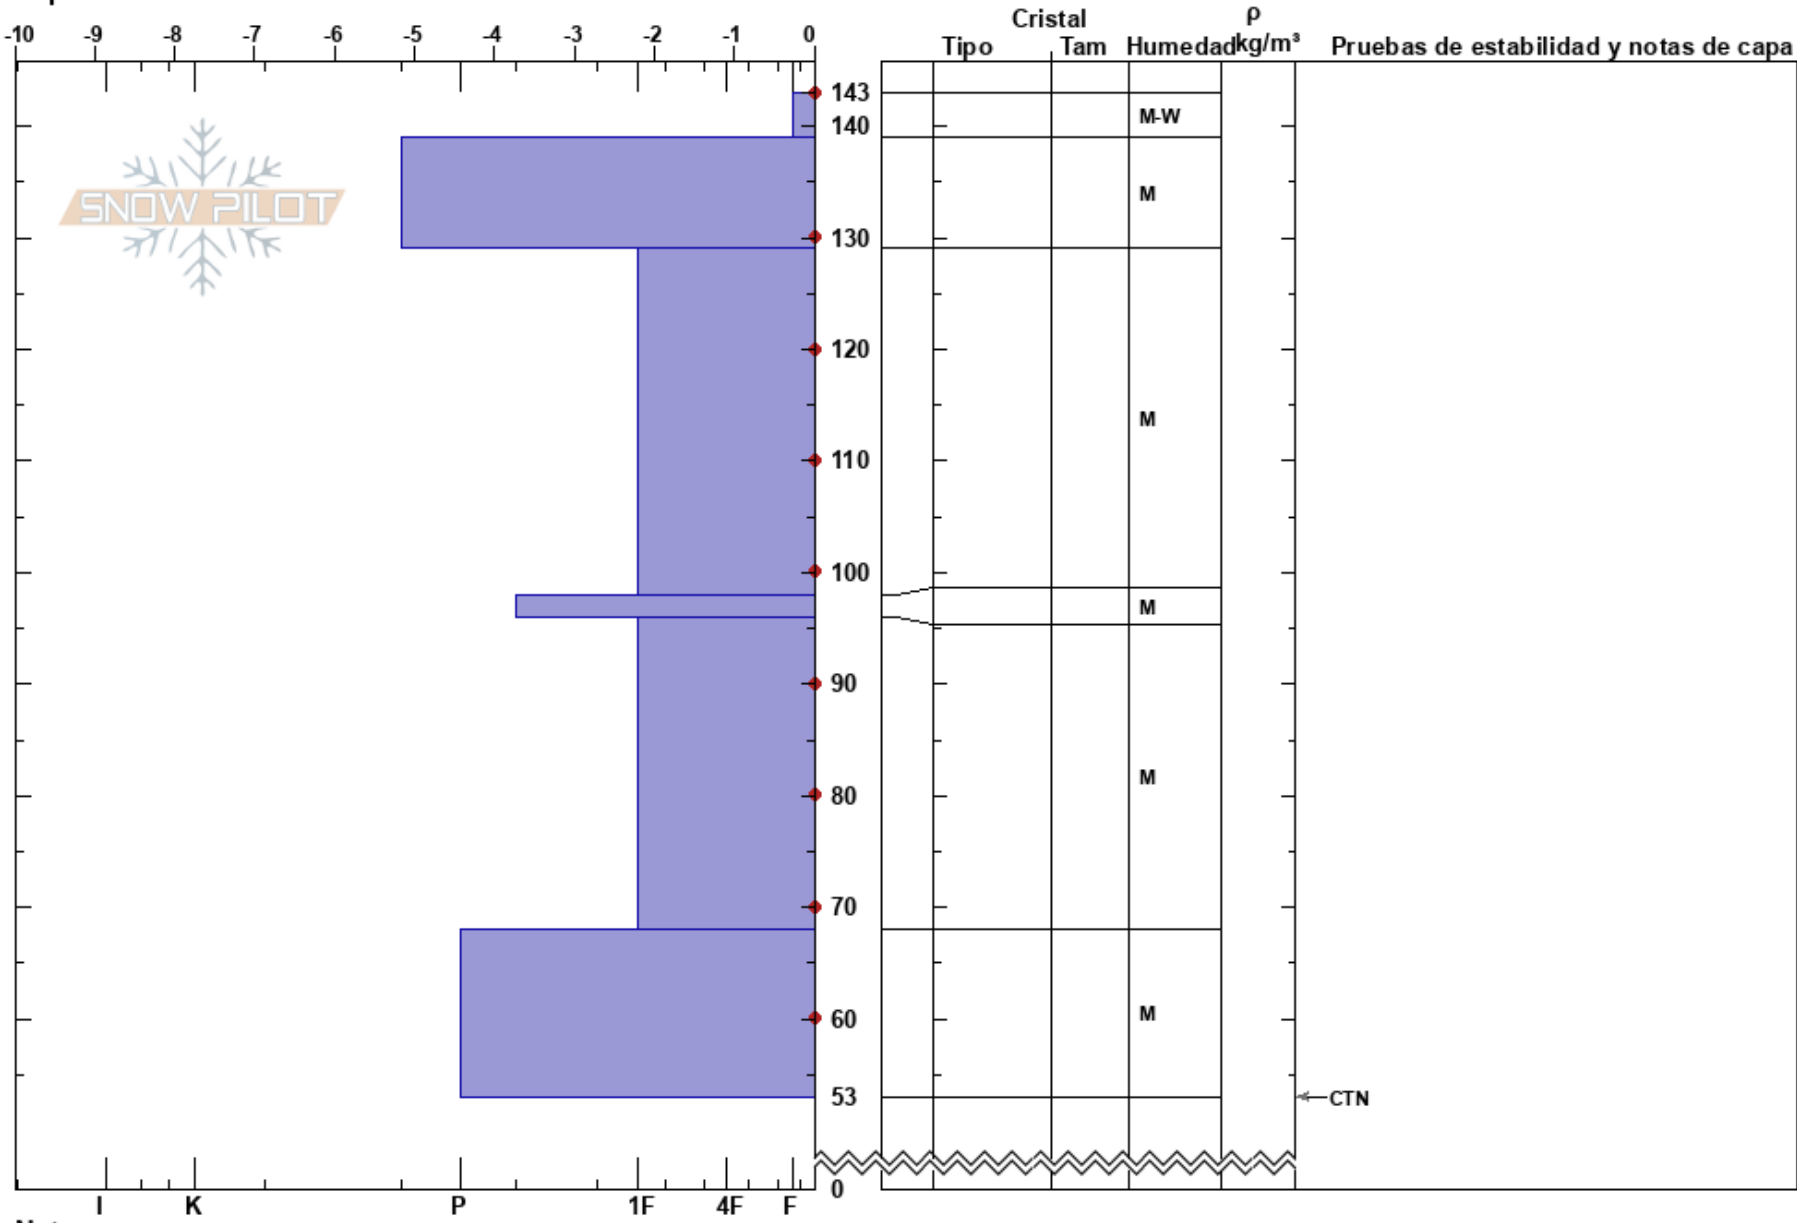 Cristal ρ
-10 -9 -8 -7 -6 -5 -4 -3 -2 -1 0
Tipo Tam Humedad kg/m³ Pruebas de estabilidad y notas de capa
143
M-W
140
SNOW PILOT
M
130
120
M
110
100
M
90
M
80
70
60
M
53
CTN
0
I K P 1F 4F F